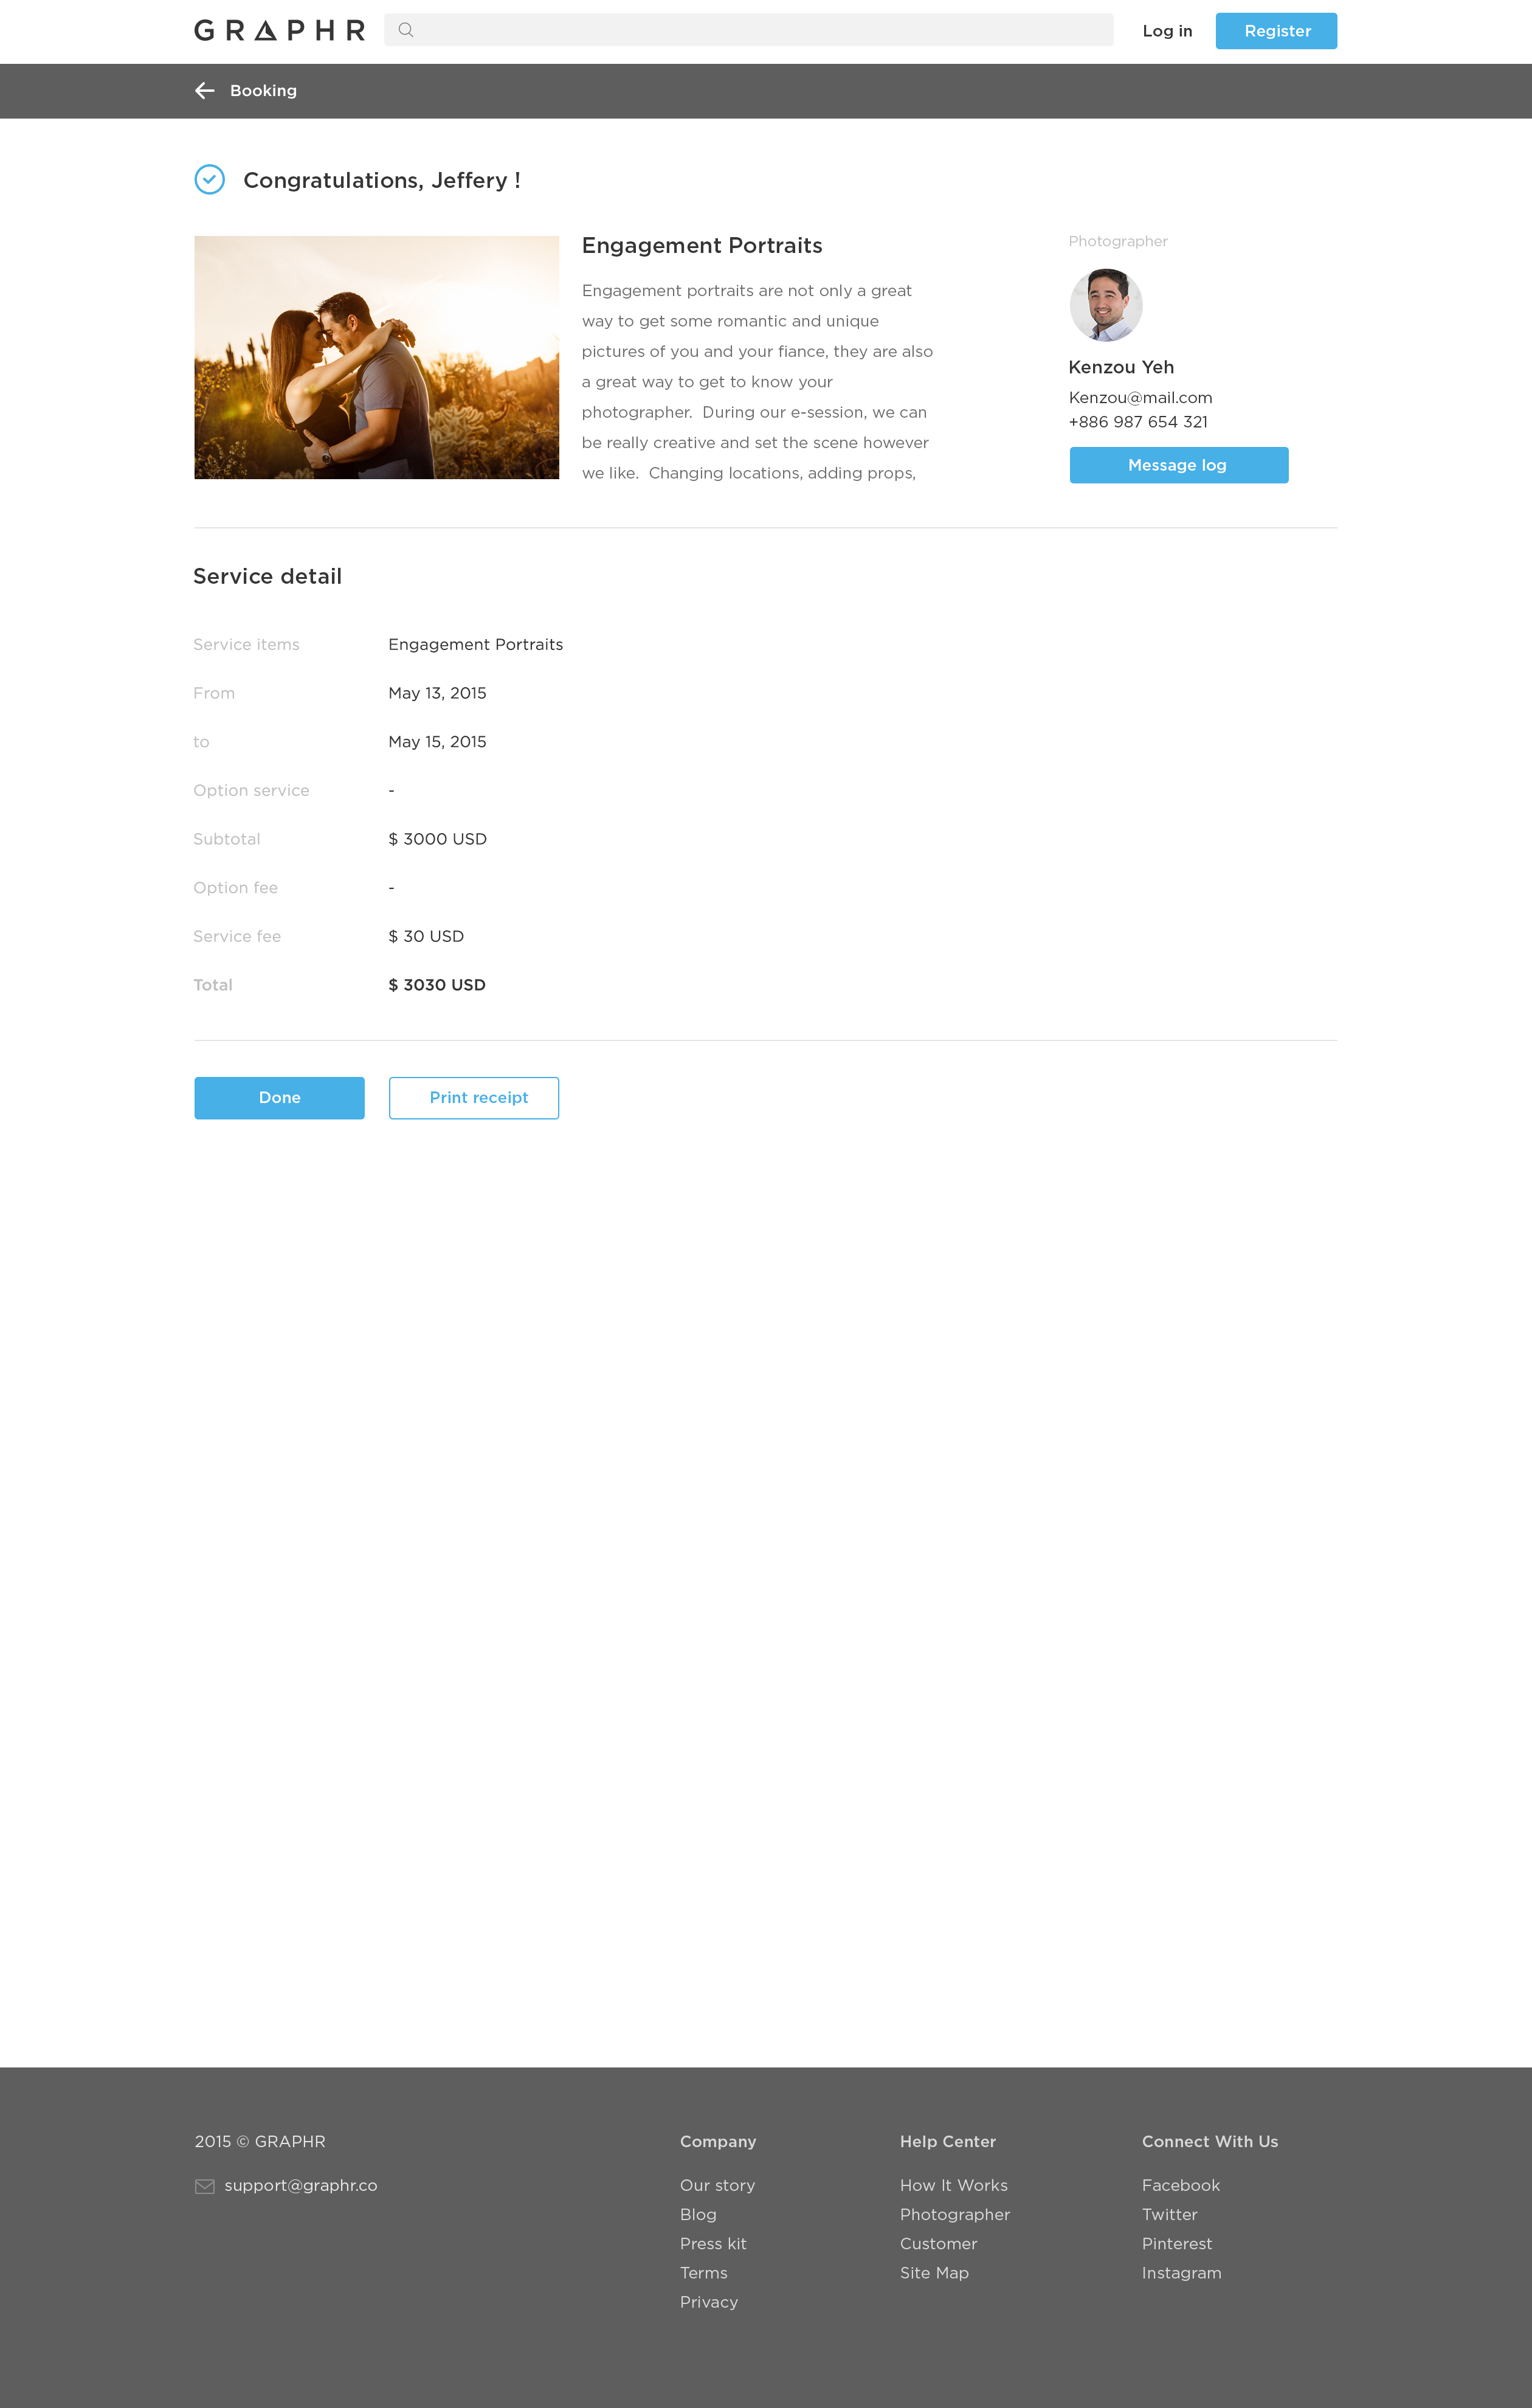 GRAPHR
Log in
Register
Booking
Congratulations, Jeffery !
Engagement Portraits
Engagement portraits are not only a great
way to get some romantic and unique
pictures of you and your fiance, they are also
a great way to get to know your
photographer.  During our e-session, we can
be really creative and set the scene however
we like.  Changing locations, adding props,
Photographer
Kenzou Yeh
Kenzou@mail.com
+886 987 654 321
Message log
Service detail
Service items Engagement Portraits
From May 13, 2015
to May 15, 2015
Option service -
Subtotal $ 3000 USD
Option fee -
Service fee $ 30 USD
Total $ 3030 USD
Done
Print receipt
2015 © GRAPHR
support@graphr.co
Company
Our story
Blog
Press kit
Terms
Privacy
Help Center
How It Works
Photographer
Customer
Site Map
Connect With Us
Facebook
Twitter
Pinterest
Instagram